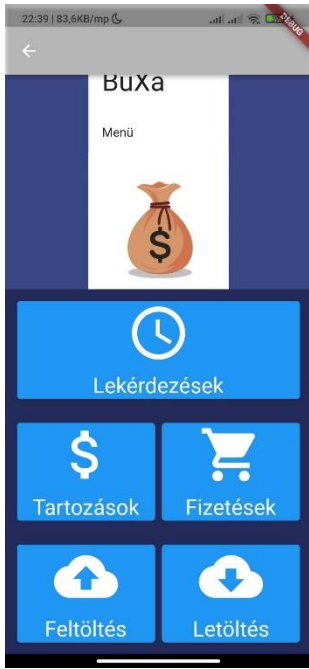 22:39 | 83,6KB/mp
DEBUG
BuXa
Menü
$
Lekérdezések
$
Tartozások
Fizetések
Feltöltés
Letöltés